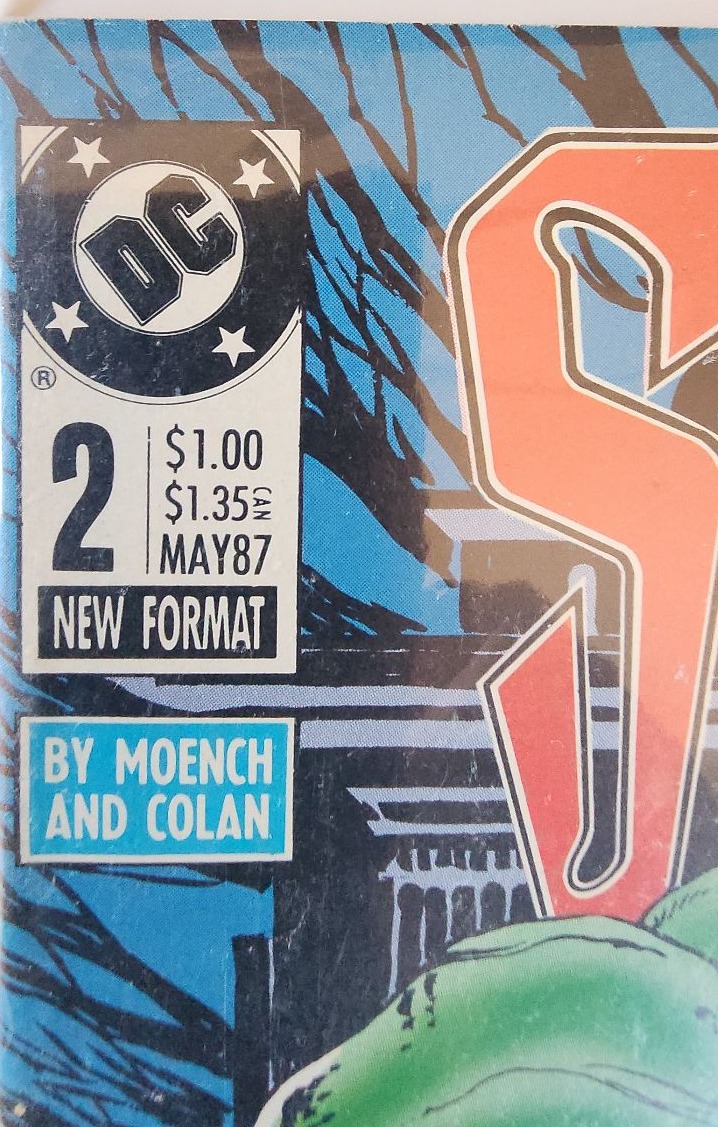 DC
®
2
$1.00
$1.35 CAN
MAY87
NEW FORMAT
BY MOENCH
AND COLAN
S